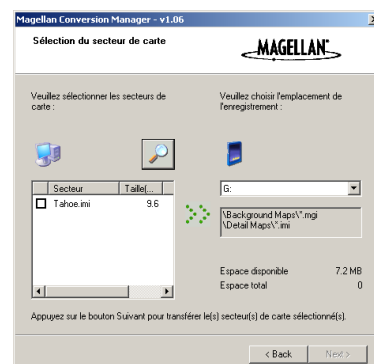 Magellan Conversion Manager - v1.06
Sélection du secteur de carte
MAGELLAN
Veuillez sélectionner les secteurs de
carte :
Veuillez choisir l'emplacement de
l'enregistrement :
Secteur Taille(...
Tahoe.imi 9.6
G:
\Background Maps\*.mgi
\Detail Maps\*.imi
Espace disponible 7.2 MB
Espace total 0
Appuyez sur le bouton Suivant pour transférer le(s) secteur(s) de carte sélectionné(s).
< Back Next >